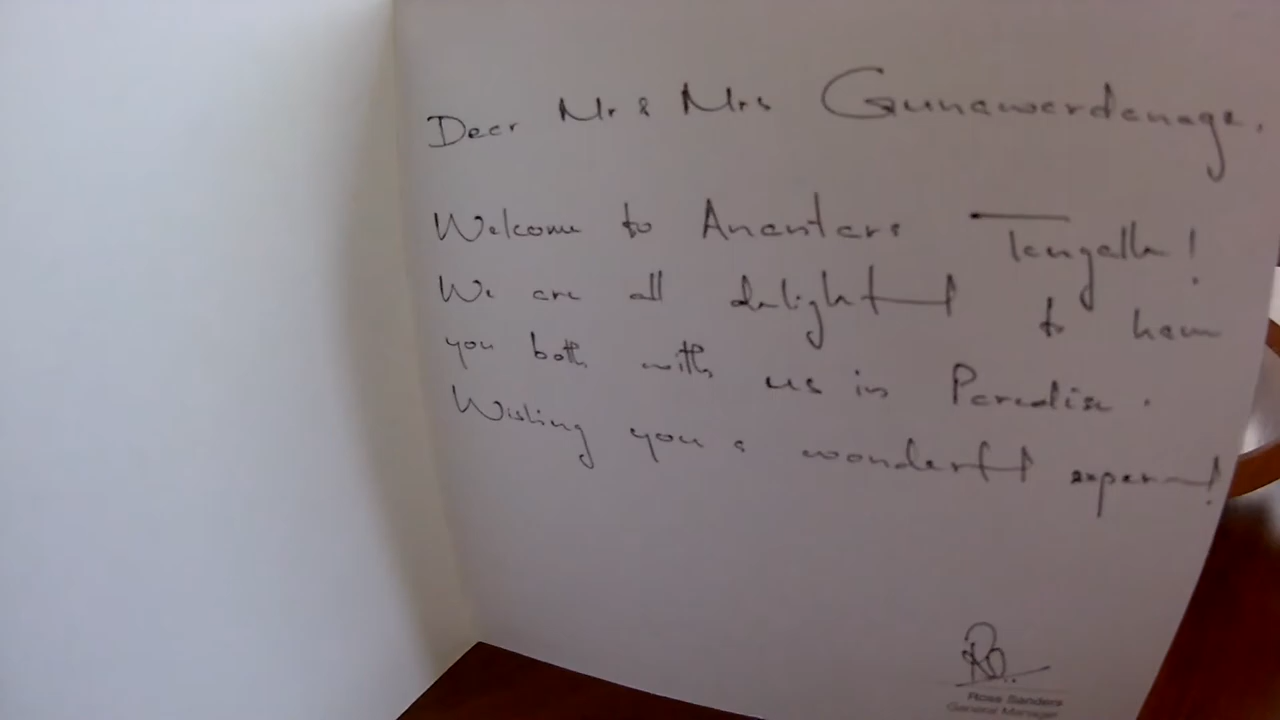 Dear Mr & Mrs Gunawardanage,
Welcome to Anantara Tangalle!
We are all delighted to have
you both with us in Paradise.
Wishing you a wonderful experience!
Ross Sanders
General Manager